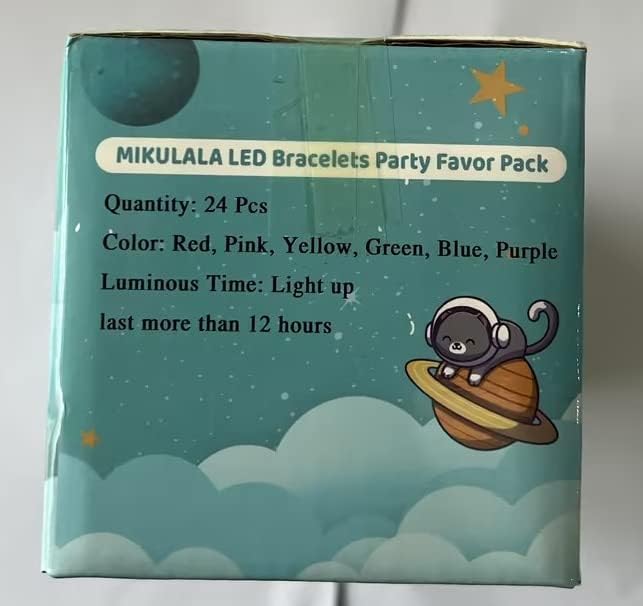 MIKULALA LED Bracelets Party Favor Pack
Quantity: 24 Pcs
Color: Red, Pink, Yellow, Green, Blue, Purple
Luminous Time: Light up
last more than 12 hours